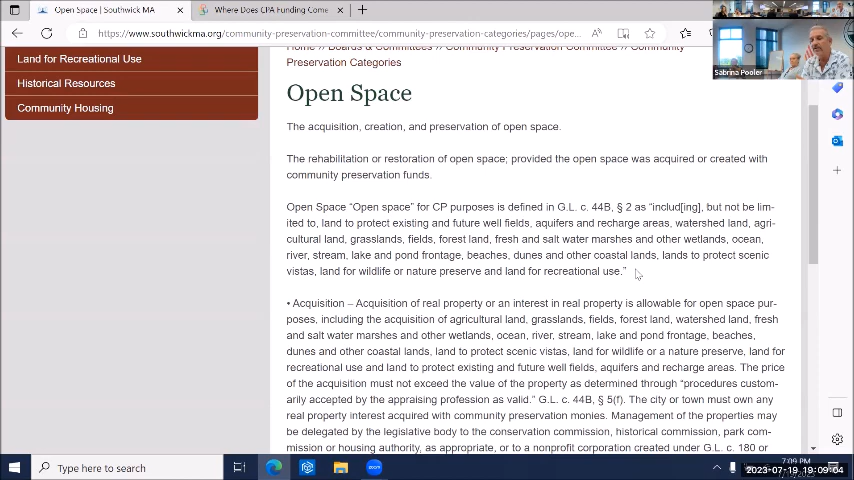 Open Space | Southwick MA
Where Does CPA Funding Come
https://www.southwickma.org/community-preservation-committee/community-preservation-categories/pages/ope...
Sabrina Pooler
Land for Recreational Use
Historical Resources
Community Housing
Home // Boards & Committees // Community Preservation Committee // Community
Preservation Categories
Open Space
The acquisition, creation, and preservation of open space.
The rehabilitation or restoration of open space; provided the open space was acquired or created with
community preservation funds.
Open Space “Open space” for CP purposes is defined in G.L. c. 44B, § 2 as “includ[ing], but not be lim-
ited to, land to protect existing and future well fields, aquifers and recharge areas, watershed land, agri-
cultural land, grasslands, fields, forest land, fresh and salt water marshes and other wetlands, ocean,
river, stream, lake and pond frontage, beaches, dunes and other coastal lands, lands to protect scenic
vistas, land for wildlife or nature preserve and land for recreational use.”
• Acquisition – Acquisition of real property or an interest in real property is allowable for open space pur-
poses, including the acquisition of agricultural land, grasslands, fields, forest land, watershed land, fresh
and salt water marshes and other wetlands, ocean, river, stream, lake and pond frontage, beaches,
dunes and other coastal lands, land to protect scenic vistas, land for wildlife or a nature preserve, land for
recreational use and land to protect existing and future well fields, aquifers and recharge areas. The price
of the acquisition must not exceed the value of the property as determined through “procedures custom-
arily accepted by the appraising profession as valid.” G.L. c. 44B, § 5(f). The city or town must own any
real property interest acquired with community preservation monies. Management of the properties may
be delegated by the legislative body to the conservation commission, historical commission, park com-
mission or housing authority, as appropriate, or to a nonprofit corporation created under G.L. c. 180 or
Type here to search
7:09 PM
2023-07-19 19:09:04